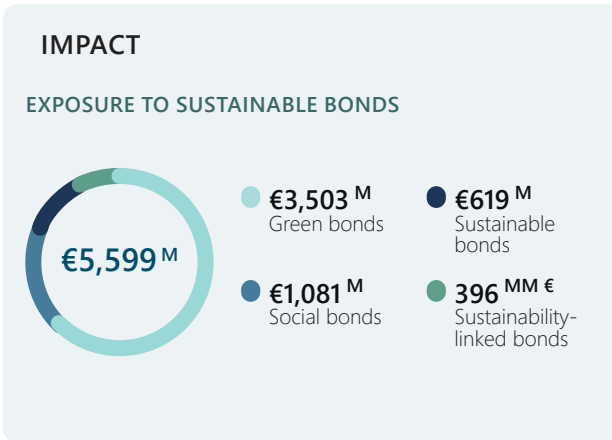 IMPACT
EXPOSURE TO SUSTAINABLE BONDS
€5,599 M
€3,503 M
Green bonds
€619 M
Sustainable
bonds
€1,081 M
Social bonds
396 MM €
Sustainability-
linked bonds